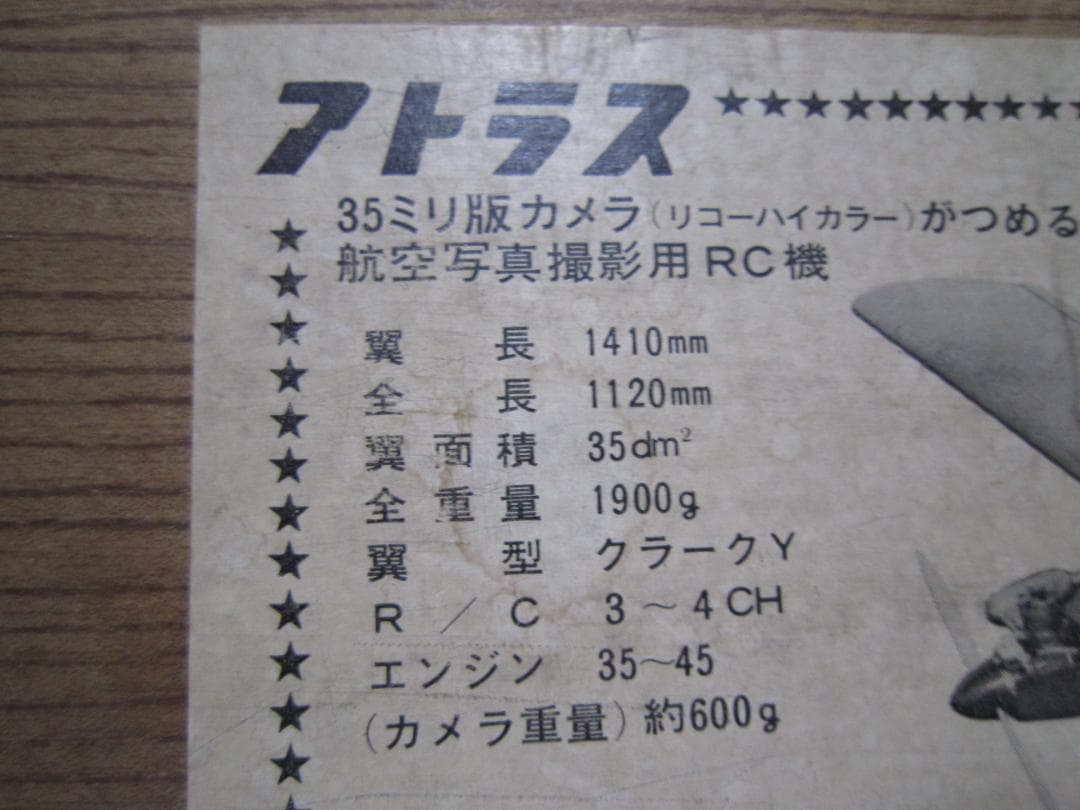 アトラス ★★★★★★★★★★
35ミリ版カメラ(リコーハイカラー)がつめる
航空写真撮影用RC機
翼長 1410mm
全長 1120mm
翼面積 35dm²
全重量 1900g
翼型 クラークY
R/C 3~4CH
エンジン 35~45
(カメラ重量)約600g